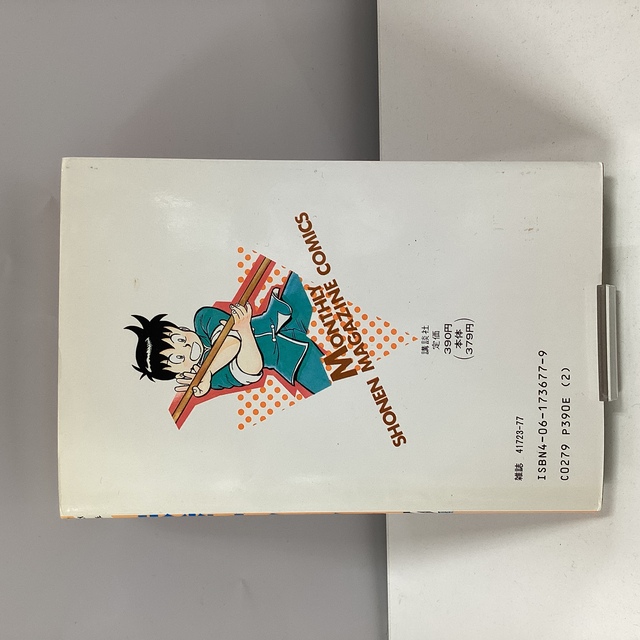 MONTHLY
SHONEN MAGAZINE COMICS
講談社
定価
390円
(本体
379円)
雑誌 41723-77
ISBN4-06-173677-9
C0279 P390E (2)